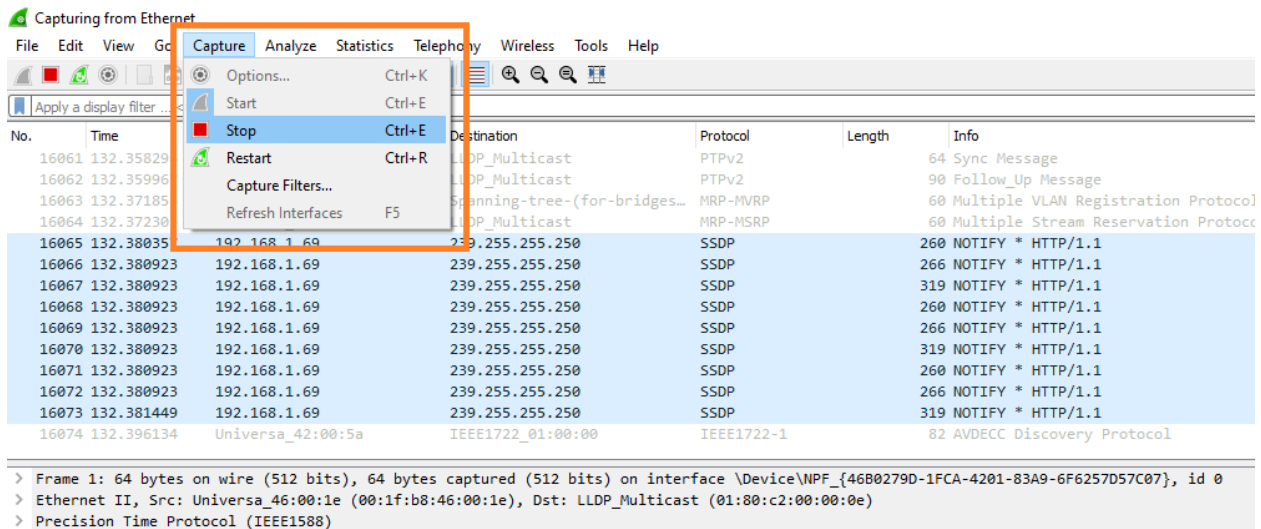 Capturing from Ethernet
File Edit View Go Capture Analyze Statistics Telephony Wireless Tools Help
Options... Ctrl+K
Apply a display filter ... <
Start Ctrl+E
Stop Ctrl+E
Restart Ctrl+R
Capture Filters...
Refresh Interfaces F5
No. Time Destination Protocol Length Info
16061 132.35829 LLDP_Multicast PTPv2 64 Sync Message
16062 132.35996 LLDP_Multicast PTPv2 90 Follow_Up Message
16063 132.37185 Spanning-tree-(for-bridges… MRP-MVRP 60 Multiple VLAN Registration Protocol
16064 132.37230 LLDP_Multicast MRP-MSRP 60 Multiple Stream Reservation Protoc
16065 132.380357 192.168.1.69 239.255.255.250 SSDP 260 NOTIFY * HTTP/1.1
16066 132.380923 192.168.1.69 239.255.255.250 SSDP 266 NOTIFY * HTTP/1.1
16067 132.380923 192.168.1.69 239.255.255.250 SSDP 319 NOTIFY * HTTP/1.1
16068 132.380923 192.168.1.69 239.255.255.250 SSDP 260 NOTIFY * HTTP/1.1
16069 132.380923 192.168.1.69 239.255.255.250 SSDP 266 NOTIFY * HTTP/1.1
16070 132.380923 192.168.1.69 239.255.255.250 SSDP 319 NOTIFY * HTTP/1.1
16071 132.380923 192.168.1.69 239.255.255.250 SSDP 260 NOTIFY * HTTP/1.1
16072 132.380923 192.168.1.69 239.255.255.250 SSDP 266 NOTIFY * HTTP/1.1
16073 132.381449 192.168.1.69 239.255.255.250 SSDP 319 NOTIFY * HTTP/1.1
16074 132.396134 Universa_42:00:5a IEEE1722_01:00:00 IEEE1722-1 82 AVDECC Discovery Protocol
> Frame 1: 64 bytes on wire (512 bits), 64 bytes captured (512 bits) on interface \Device\NPF_{46B0279D-1FCA-4201-83A9-6F6257D57C07}, id 0
> Ethernet II, Src: Universa_46:00:1e (00:1f:b8:46:00:1e), Dst: LLDP_Multicast (01:80:c2:00:00:0e)
> Precision Time Protocol (IEEE1588)